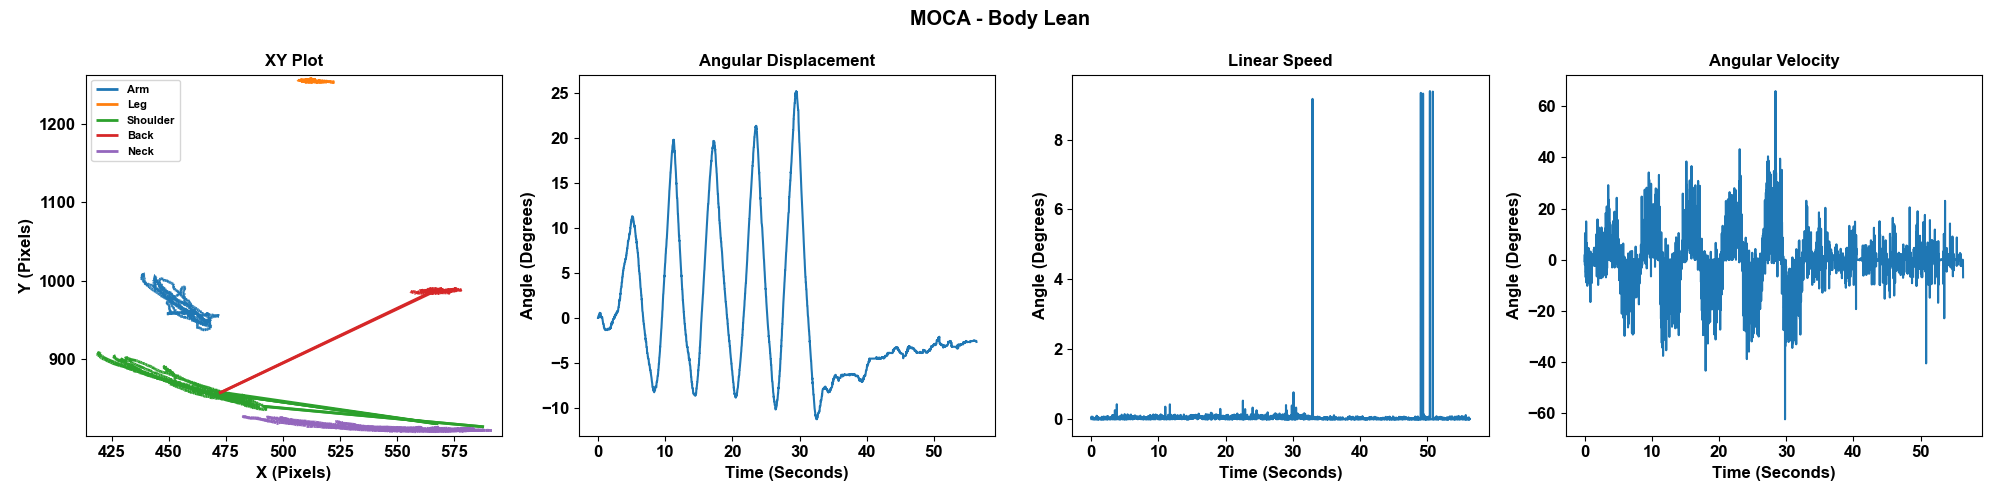 MOCA - Body Lean
XY Plot
Arm
Leg
Shoulder
Back
Neck
Y (Pixels)
1200
1100
1000
900
425 450 475 500 525 550 575
X (Pixels)
Angular Displacement
Angle (Degrees)
25
20
15
10
5
0
−5
−10
0 10 20 30 40 50
Time (Seconds)
Linear Speed
Angle (Degrees)
8
6
4
2
0
0 10 20 30 40 50
Time (Seconds)
Angular Velocity
Angle (Degrees)
60
40
20
0
−20
−40
−60
0 10 20 30 40 50
Time (Seconds)